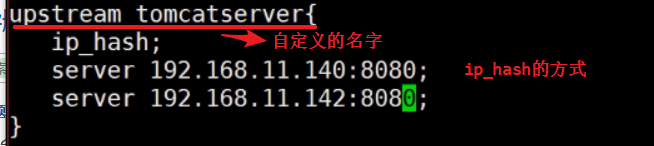 upstream tomcatserver{
ip_hash;
自定义的名字
server 192.168.11.140:8080;
ip_hash的方式
server 192.168.11.142:8080;
}